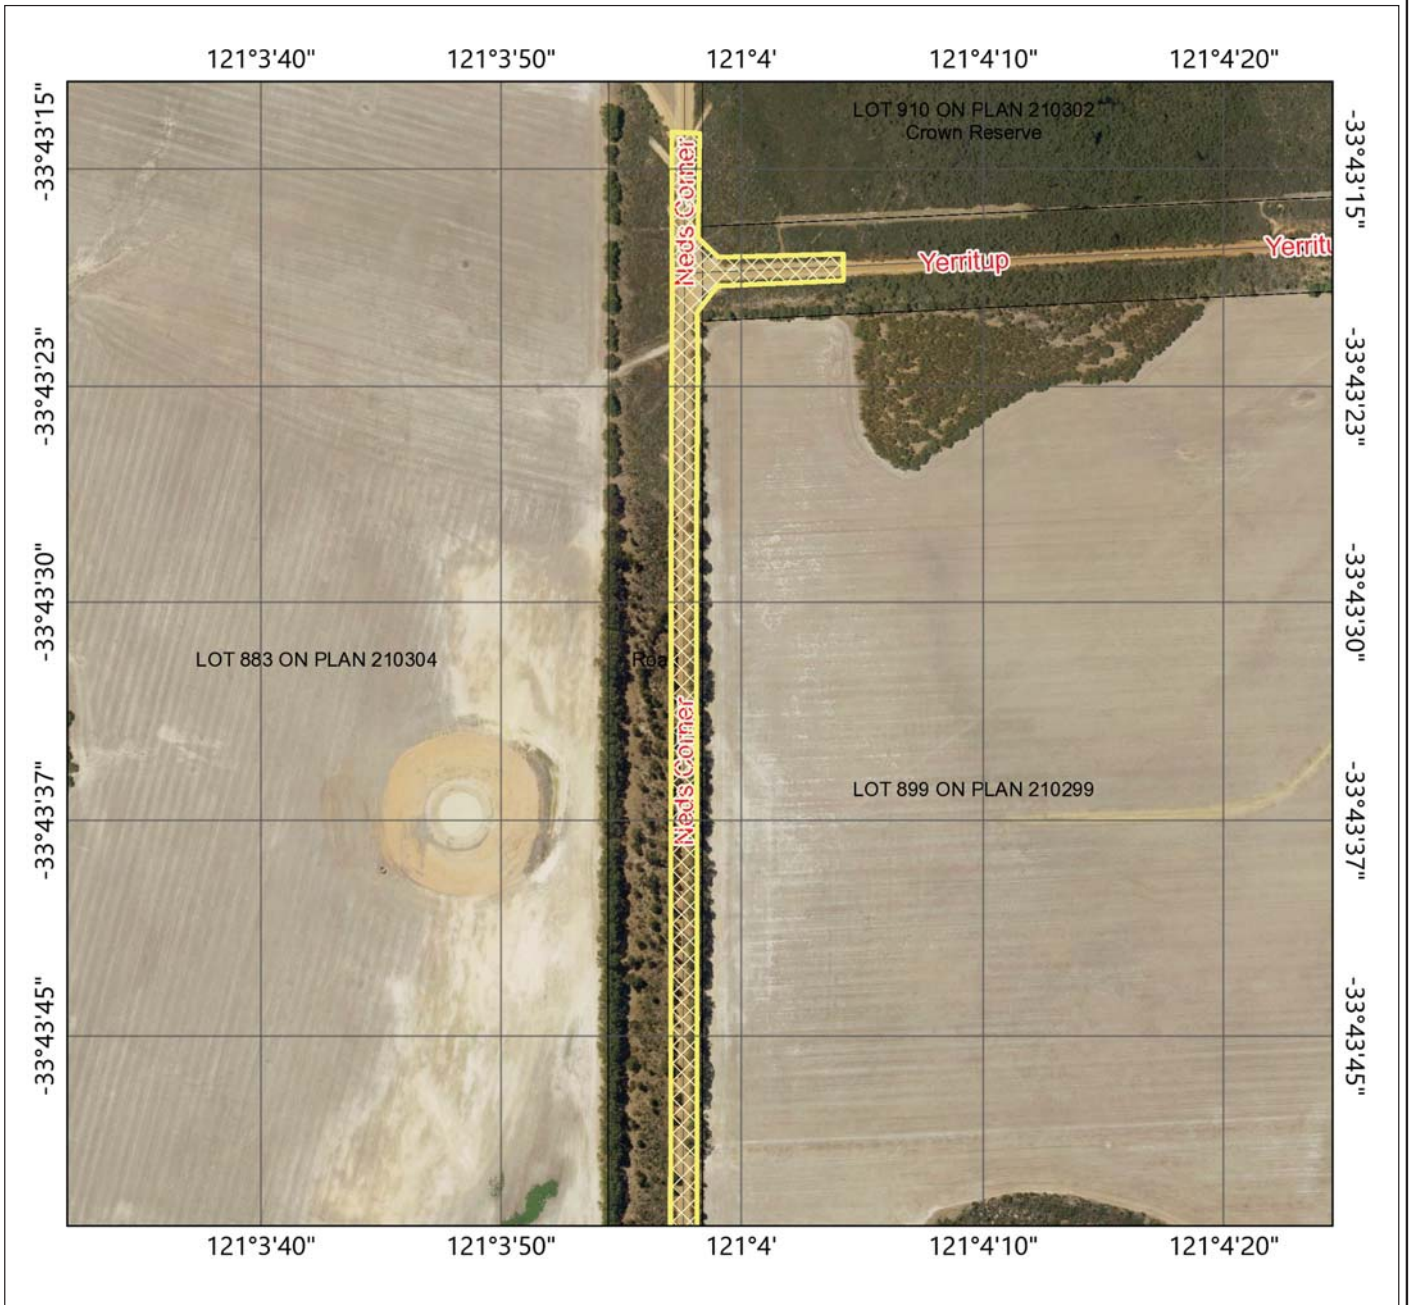 121°3'40" 121°3'50" 121°4' 121°4'10" 121°4'20"
-33°43'15"
-33°43'15"
LOT 910 ON PLAN 210302
Crown Reserve
Neds Corner
Yerritup
Yerritu
-33°43'23"
-33°43'23"
-33°43'30"
-33°43'30"
LOT 883 ON PLAN 210304
Roa
Neds Corner
LOT 899 ON PLAN 210299
-33°43'37"
-33°43'37"
-33°43'45"
-33°43'45"
121°3'40" 121°3'50" 121°4' 121°4'10" 121°4'20"